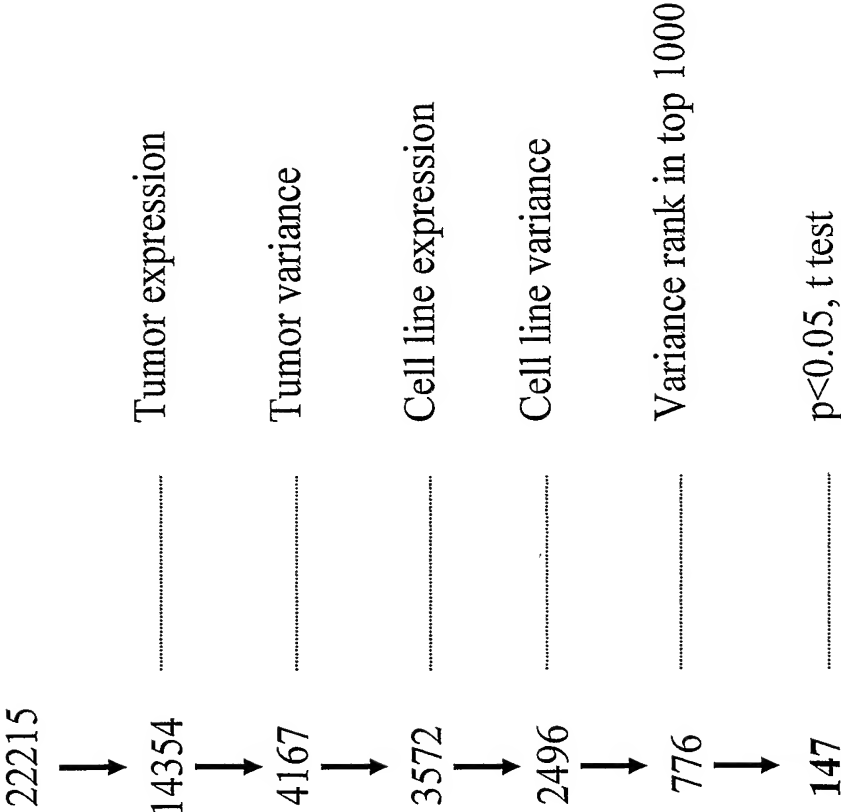 22215
14354 Tumor expression
4167 Tumor variance
3572 Cell line expression
2496 Cell line variance
776 Variance rank in top 1000
147 p<0.05, t test